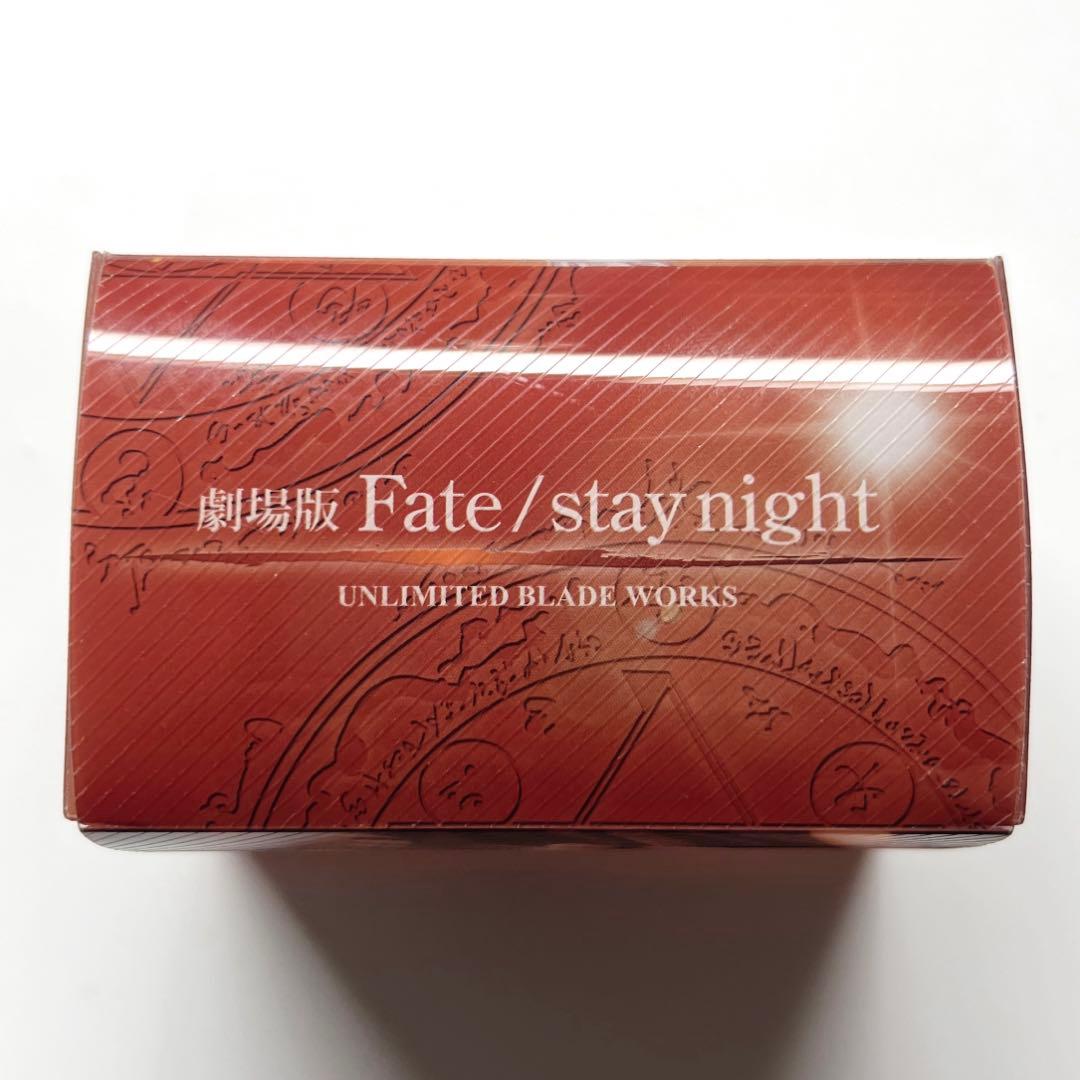 劇場版 Fate/stay night
UNLIMITED BLADE WORKS